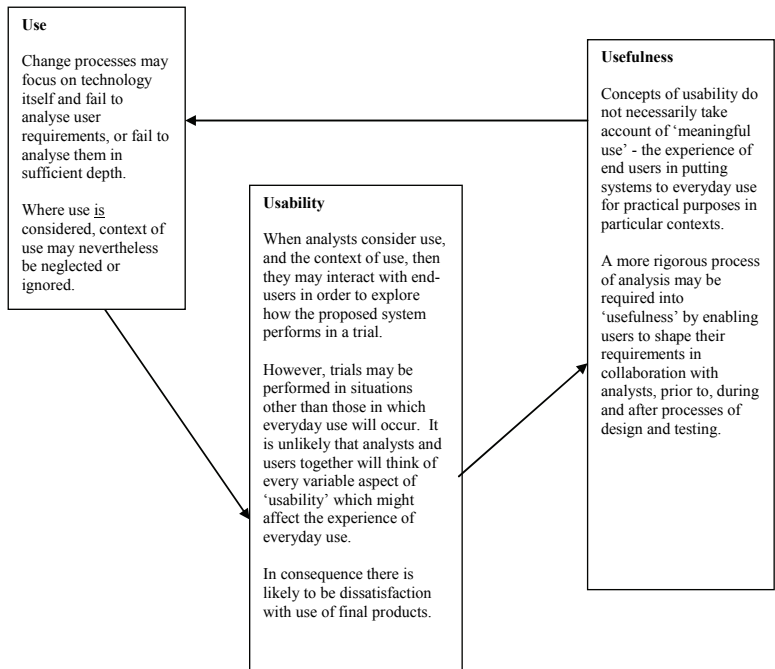 Use
Change processes may
focus on technology
itself and fail to
analyse user
requirements, or fail to
analyse them in
sufficient depth.
Where use is
considered, context of
use may nevertheless
be neglected or
ignored.
Usability
When analysts consider use,
and the context of use, then
they may interact with end-
users in order to explore
how the proposed system
performs in a trial.
However, trials may be
performed in situations
other than those in which
everyday use will occur.  It
is unlikely that analysts and
users together will think of
every variable aspect of
‘usability’ which might
affect the experience of
everyday use.
In consequence there is
likely to be dissatisfaction
with use of final products.
Usefulness
Concepts of usability do
not necessarily take
account of ‘meaningful
use’ - the experience of
end users in putting
systems to everyday use
for practical purposes in
particular contexts.
A more rigorous process
of analysis may be
required into
‘usefulness’ by enabling
users to shape their
requirements in
collaboration with
analysts, prior to, during
and after processes of
design and testing.